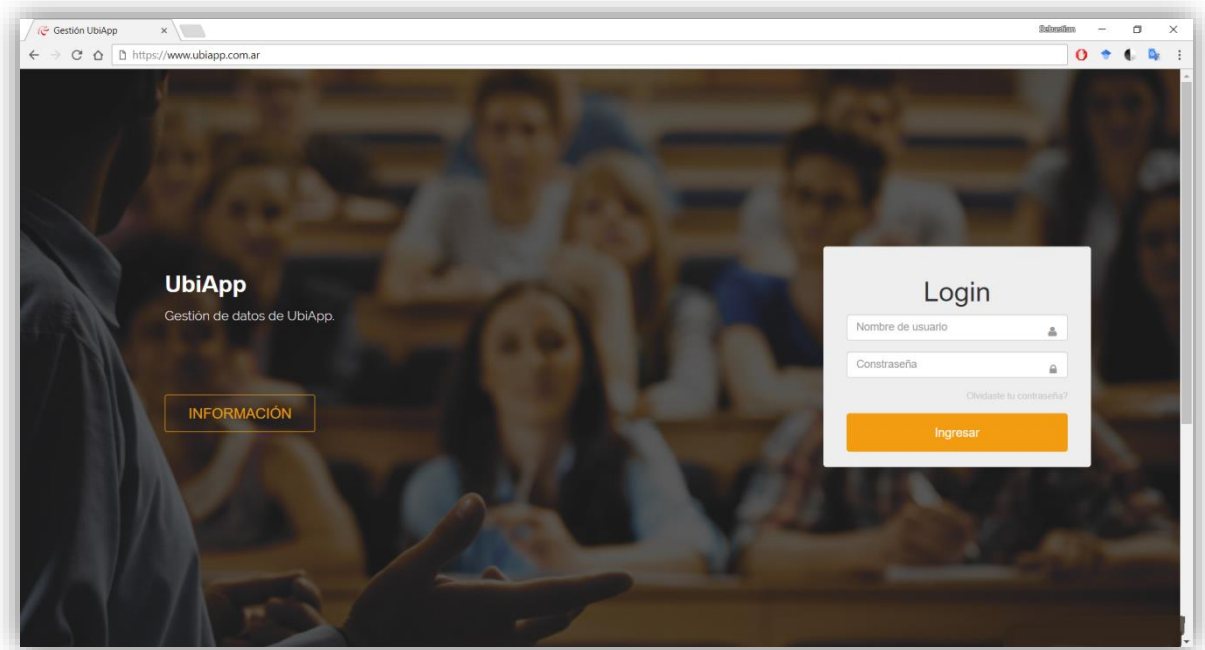 Gestión UbiApp
Sebastian
https://www.ubiapp.com.ar
UbiApp
Gestión de datos de UbiApp.
INFORMACIÓN
Login
Nombre de usuario
Constraseña
Olvidaste tu contraseña?
Ingresar